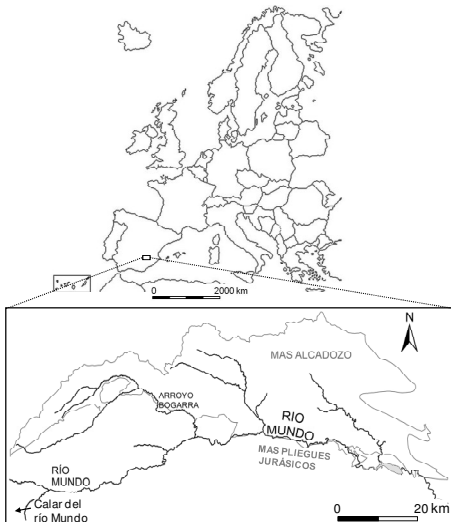 0 2000 km
N
MAS ALCADOZO
ARROYO
BOGARRA
RÍO
MUNDO
MAS PLIEGUES
JURÁSICOS
RÍO
MUNDO
Calar del
río Mundo
0 20 km